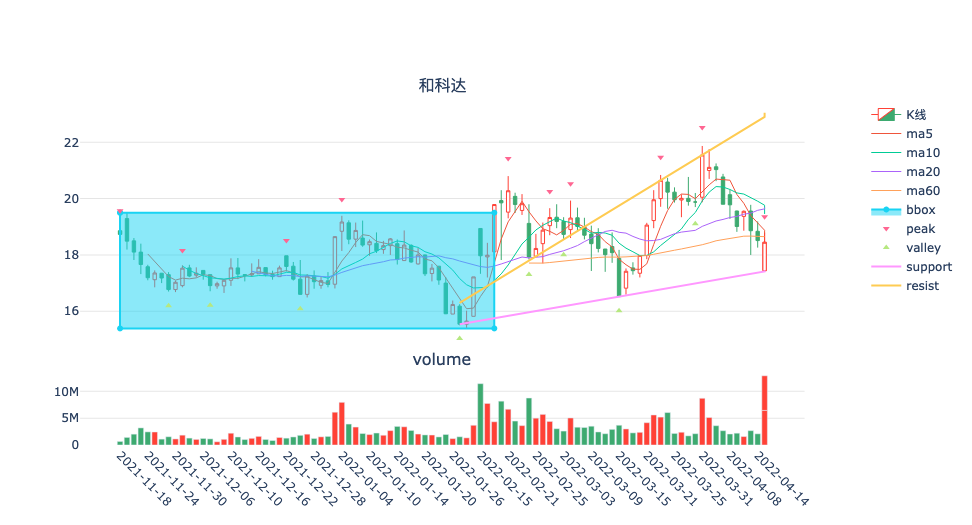 和科达
22
20
18
16
K线
ma5
ma10
ma20
ma60
bbox
peak
valley
support
resist
volume
10M
5M
0
2021-11-18
2021-11-24
2021-11-30
2021-12-06
2021-12-10
2021-12-16
2021-12-22
2021-12-28
2022-01-04
2022-01-10
2022-01-14
2022-01-20
2022-01-26
2022-02-15
2022-02-21
2022-02-25
2022-03-03
2022-03-09
2022-03-15
2022-03-21
2022-03-25
2022-03-31
2022-04-08
2022-04-14